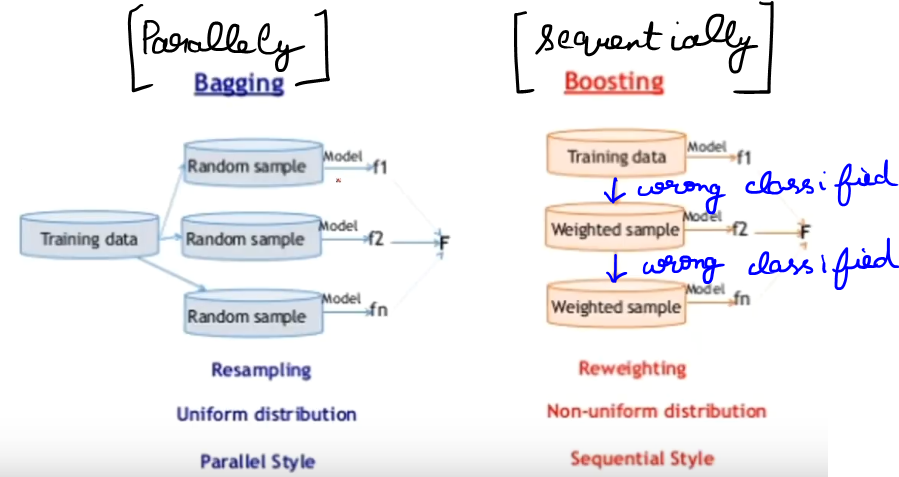 [Parallely]
Bagging
Training data
Random sample
Model
f1
Random sample
Model
f2
Random sample
Model
fn
F
Resampling
Uniform distribution
Parallel Style
[Sequentially]
Boosting
Training data
Model
f1
↓ wrong classified
Weighted sample
Model
f2
↓ wrong classified
Weighted sample
Model
fn
F
Reweighting
Non-uniform distribution
Sequential Style